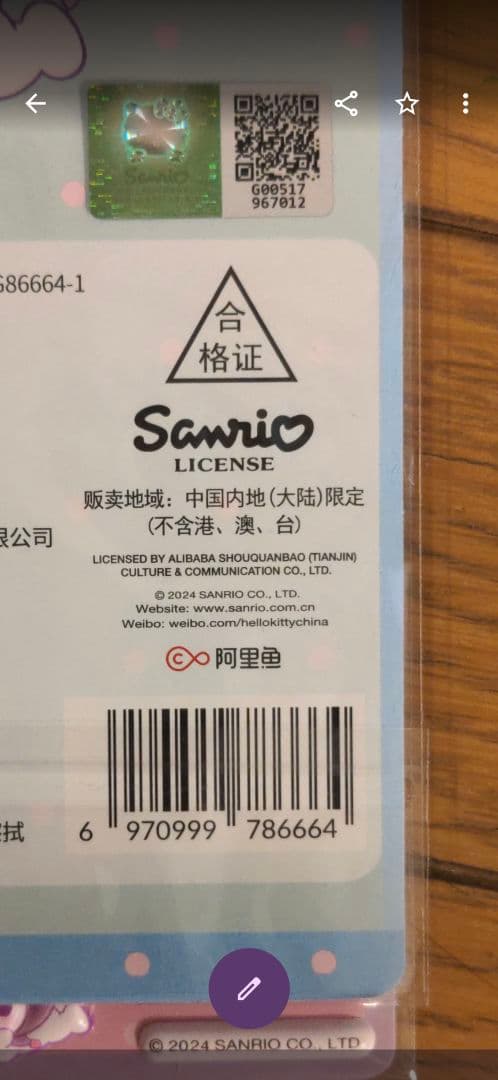 Sanrio
G00517
967012
G86664-1
合
格证
Sanrio
LICENSE
贩卖地域：中国内地(大陆)限定
(不含港、澳、台)
限公司
LICENSED BY ALIBABA SHOUQUANBAO (TIANJIN)
CULTURE & COMMUNICATION CO., LTD.
© 2024 SANRIO CO., LTD.
Website: www.sanrio.com.cn
Weibo: weibo.com/hellokittychina
阿里鱼
拭
6 970999 786664
© 2024 SANRIO CO., LTD